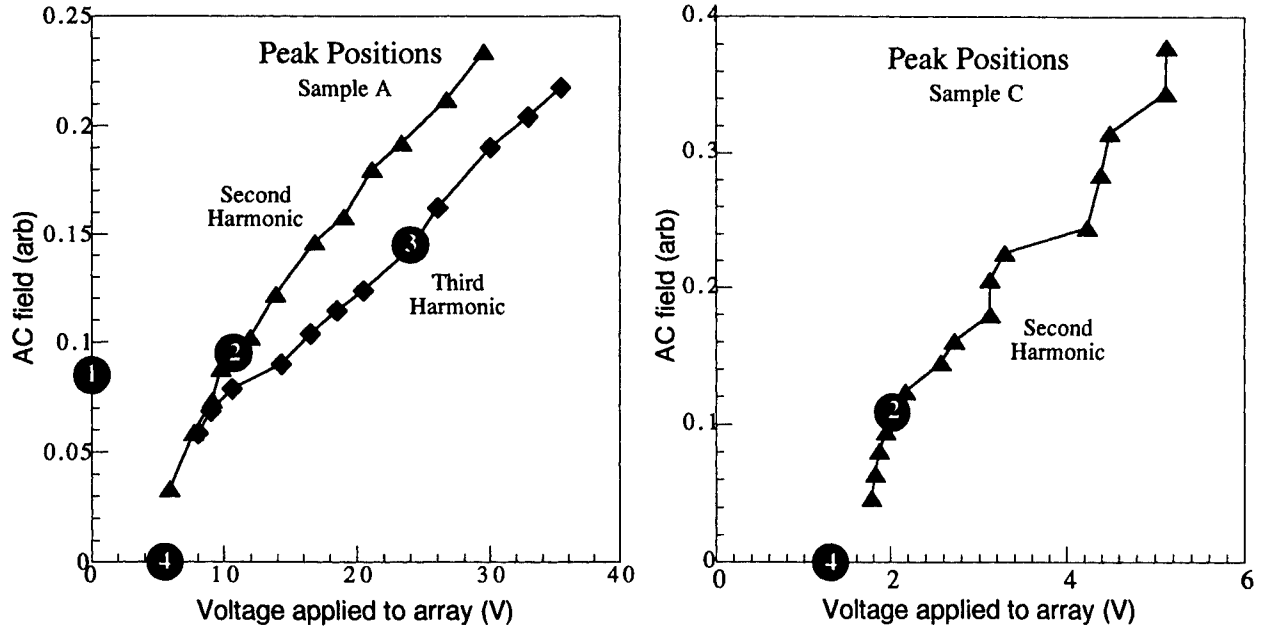 0.25
0.2
0.15
0.1
0.05
0
0
10
20
30
40
AC field (arb)
Voltage applied to array (V)
Peak Positions
Sample A
Second
Harmonic
Third
Harmonic
1
2
3
4
0.4
0.3
0.2
0.1
0
0
2
4
6
AC field (arb)
Voltage applied to array (V)
Peak Positions
Sample C
Second
Harmonic
2
4